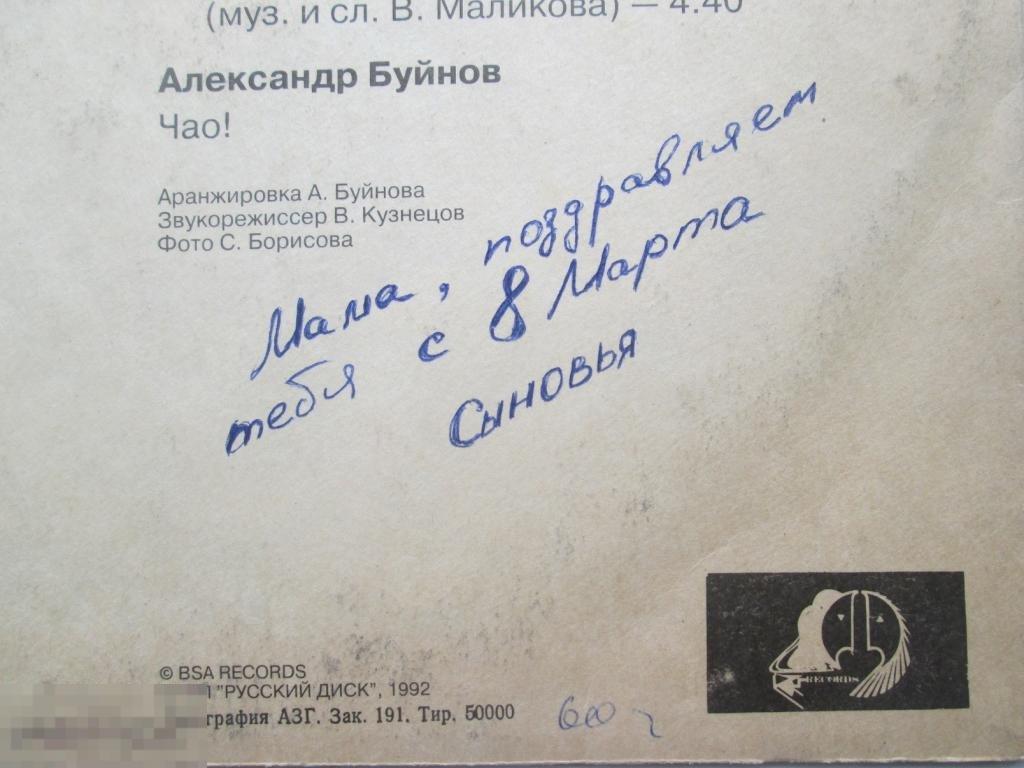 (муз. и сл. В. Маликова) — 4.40
Александр Буйнов
Чао!
Аранжировка А. Буйнова
Звукорежиссер В. Кузнецов
Фото С. Борисова
Мама, поздравляем
тебя с 8 Марта
Сыновья
© BSA RECORDS
"РУССКИЙ ДИСК", 1992
графия АЗГ. Зак. 191. Тир. 50000
RECORDS